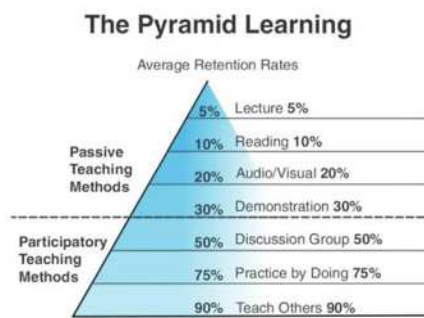 The Pyramid Learning
Average Retention Rates
5% Lecture 5%
10% Reading 10%
Passive
Teaching
Methods
20% Audio/Visual 20%
30% Demonstration 30%
Participatory
Teaching
Methods
50% Discussion Group 50%
75% Practice by Doing 75%
90% Teach Others 90%